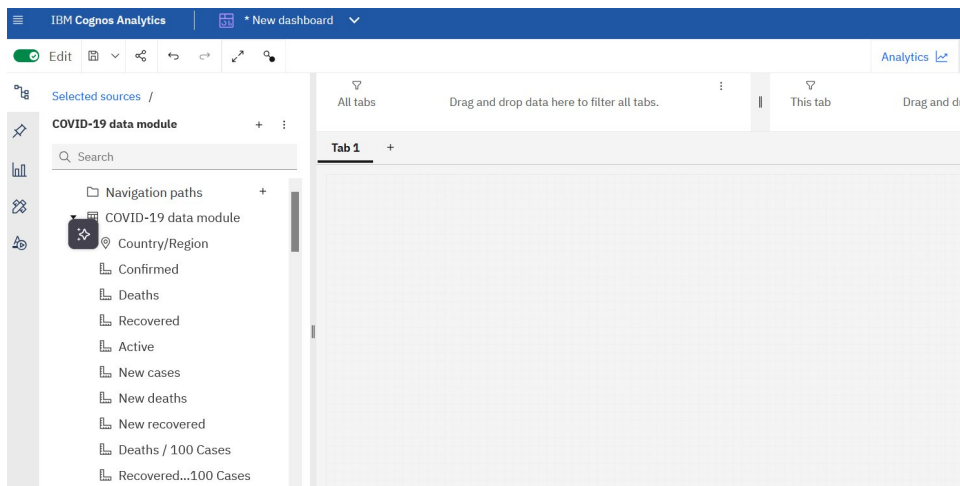 IBM Cognos Analytics
* New dashboard
Edit
Analytics
Selected sources /
COVID-19 data module
Search
Navigation paths
COVID-19 data module
Country/Region
Confirmed
Deaths
Recovered
Active
New cases
New deaths
New recovered
Deaths / 100 Cases
Recovered...100 Cases
All tabs
Drag and drop data here to filter all tabs.
This tab
Drag and
Tab 1